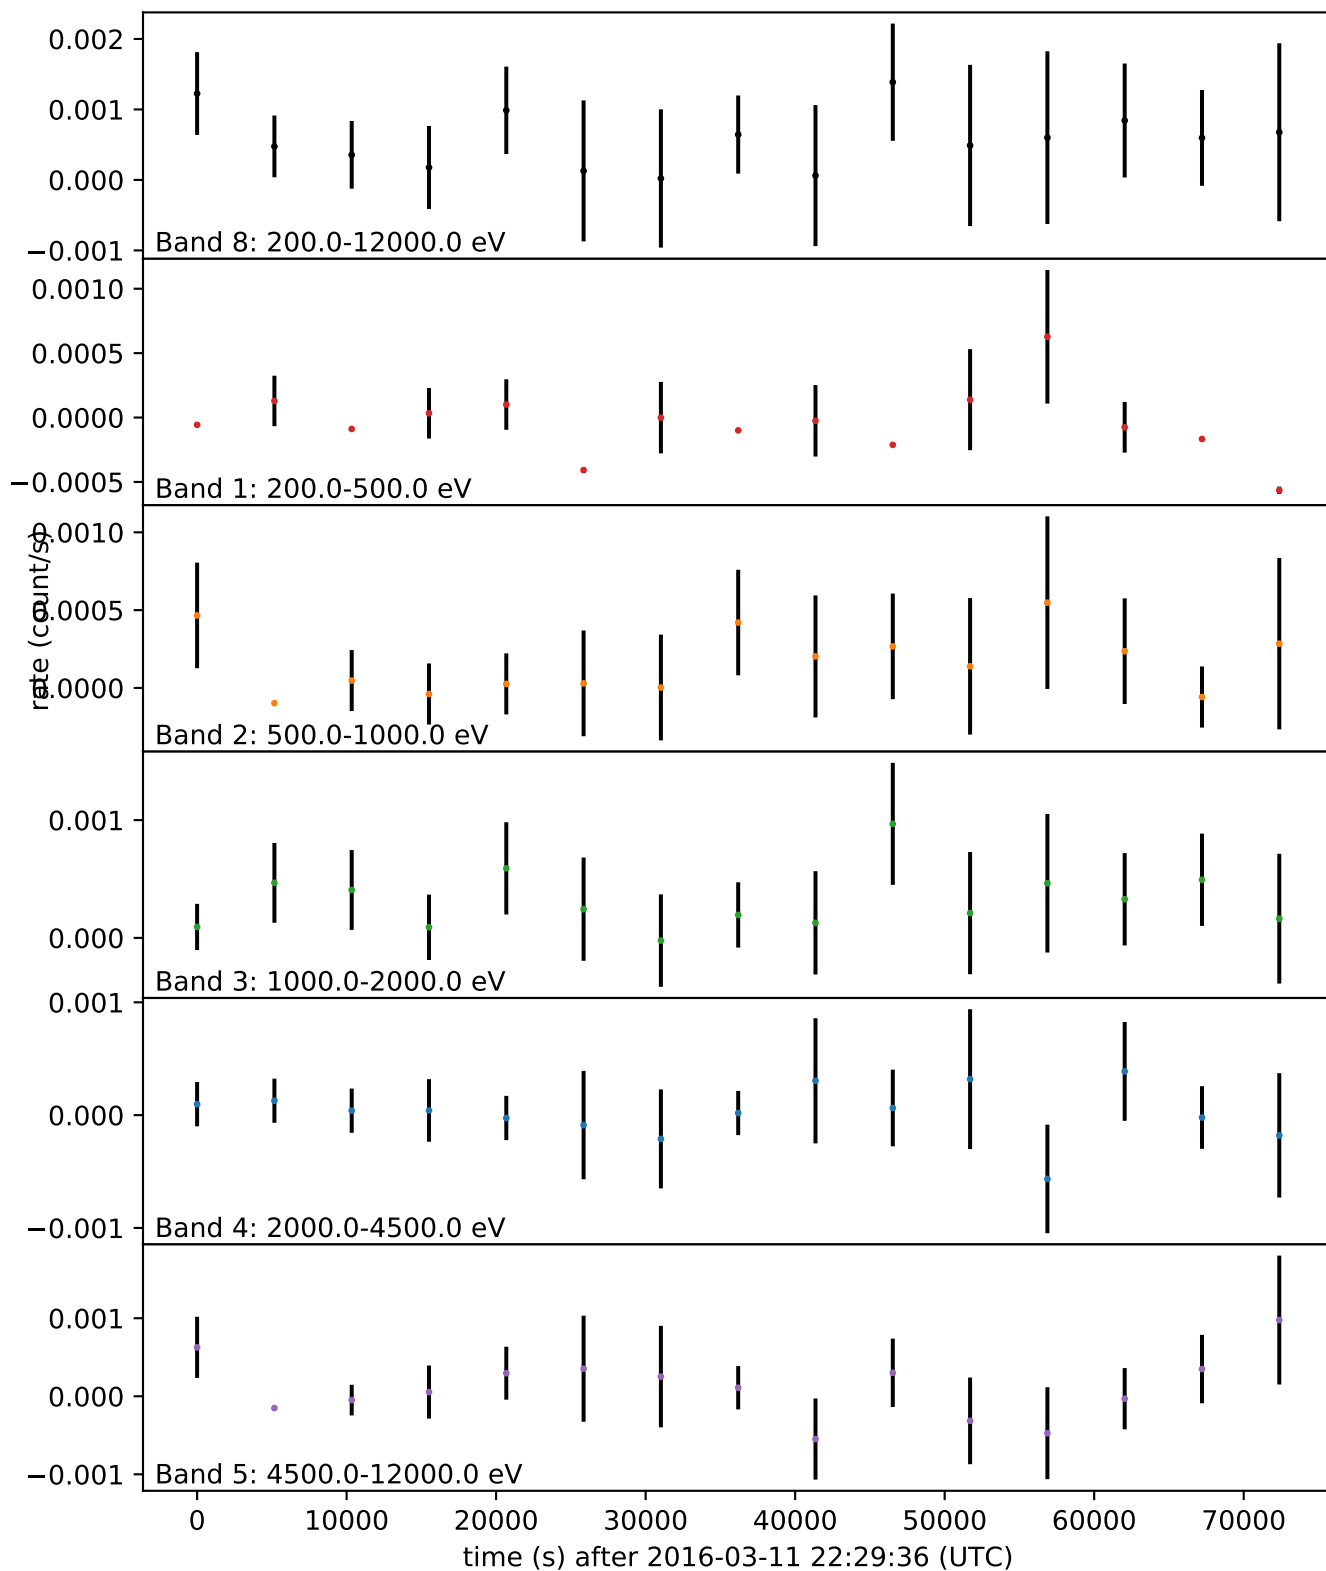 0.002
0.001
0.000
−0.001
Band 8: 200.0-12000.0 eV
0.0010
0.0005
0.0000
−0.0005
Band 1: 200.0-500.0 eV
rate (count/s)
0.0010
0.0005
0.0000
Band 2: 500.0-1000.0 eV
0.001
0.000
Band 3: 1000.0-2000.0 eV
0.001
0.000
−0.001
Band 4: 2000.0-4500.0 eV
0.001
0.000
−0.001
Band 5: 4500.0-12000.0 eV
0 10000 20000 30000 40000 50000 60000 70000
time (s) after 2016-03-11 22:29:36 (UTC)